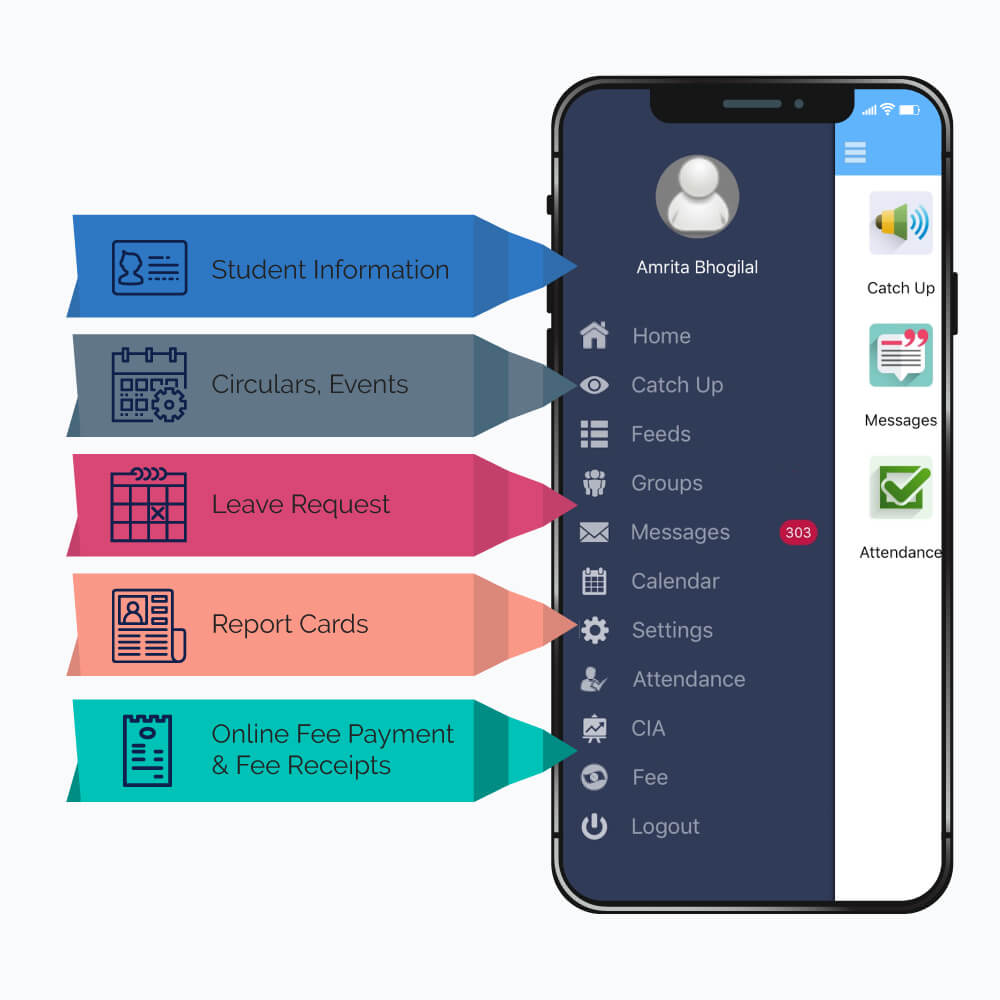 Student Information
Circulars, Events
Leave Request
Report Cards
Online Fee Payment
& Fee Receipts
Amrita Bhogilal
Home
Catch Up
Feeds
Groups
Messages 303
Calendar
Settings
Attendance
CIA
Fee
Logout
Catch Up
Messages
Attendance